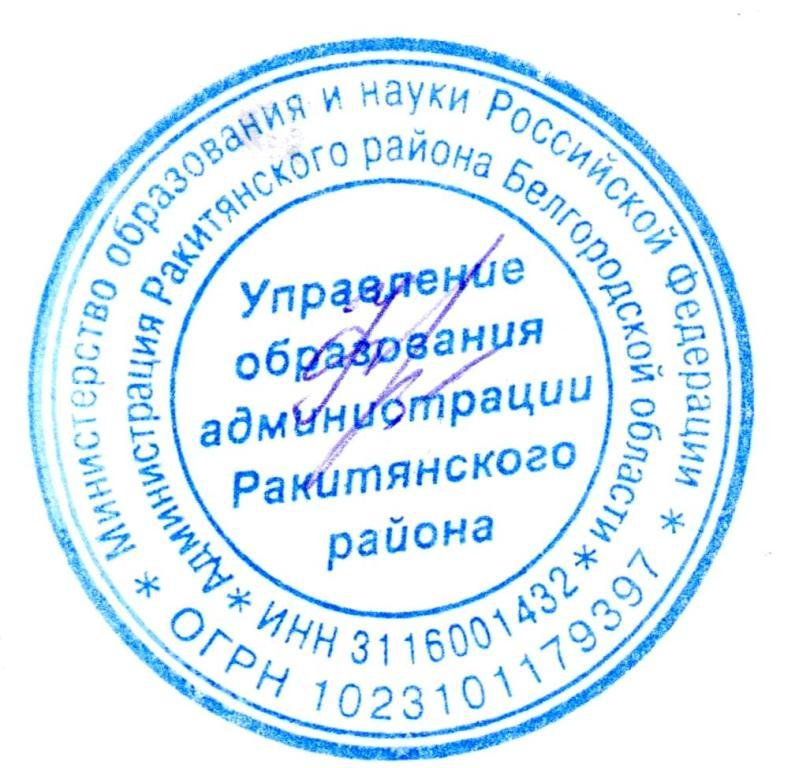 Министерство образования и науки Российской Федерации *
ОГРН 1023101179397 *
Администрация Ракитянского района Белгородской области *
ИНН 3116001432 *
Управление
образования
администрации
Ракитянского
района